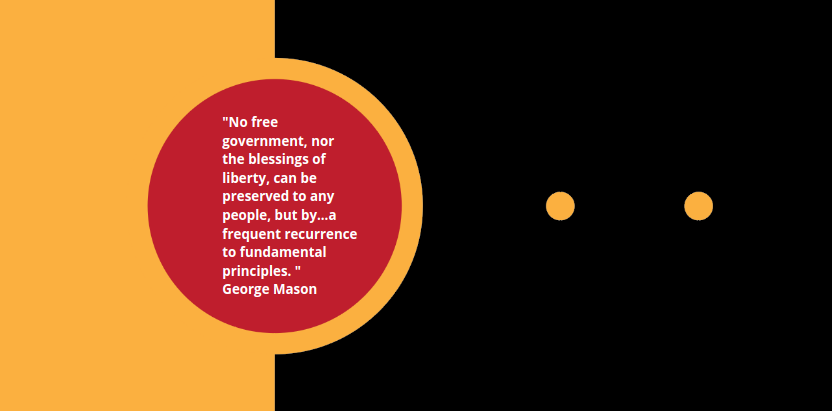 "No free
government, nor
the blessings of
liberty, can be
preserved to any
people, but by...a
frequent recurrence
to fundamental
principles. "
George Mason